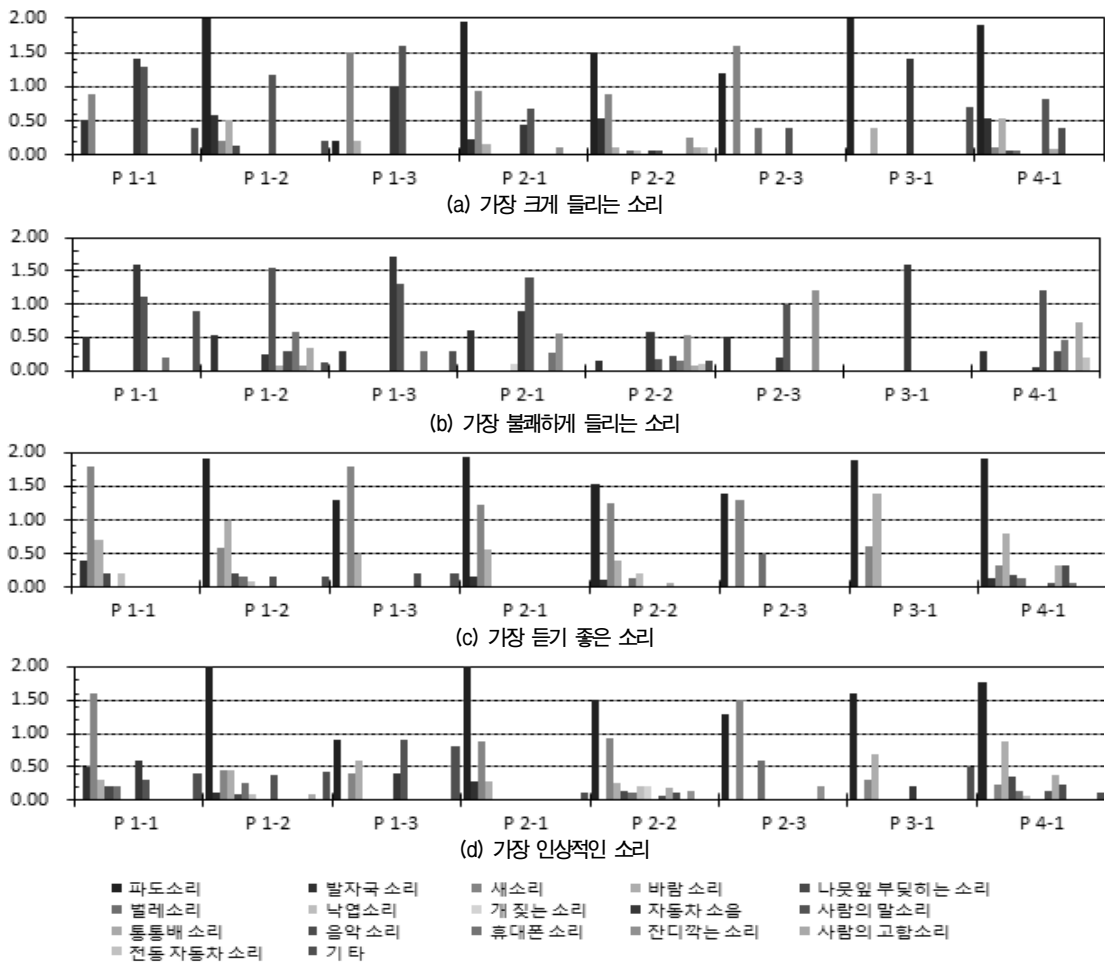 2.00
1.50
1.00
0.50
0.00
P 1-1 P 1-2 P 1-3 P 2-1 P 2-2 P 2-3 P 3-1 P 4-1
(a) 가장 크게 들리는 소리
2.00
1.50
1.00
0.50
0.00
P 1-1 P 1-2 P 1-3 P 2-1 P 2-2 P 2-3 P 3-1 P 4-1
(b) 가장 불쾌하게 들리는 소리
2.00
1.50
1.00
0.50
0.00
P 1-1 P 1-2 P 1-3 P 2-1 P 2-2 P 2-3 P 3-1 P 4-1
(c) 가장 듣기 좋은 소리
2.00
1.50
1.00
0.50
0.00
P 1-1 P 1-2 P 1-3 P 2-1 P 2-2 P 2-3 P 3-1 P 4-1
(d) 가장 인상적인 소리
파도소리 발자국 소리 새소리 바람 소리 나뭇잎 부딪히는 소리
벌레소리 낙엽소리 개 짖는 소리 자동차 소음 사람의 말소리
통통배 소리 음악 소리 휴대폰 소리 잔디깍는 소리 사람의 고함소리
전동 자동차 소리 기 타